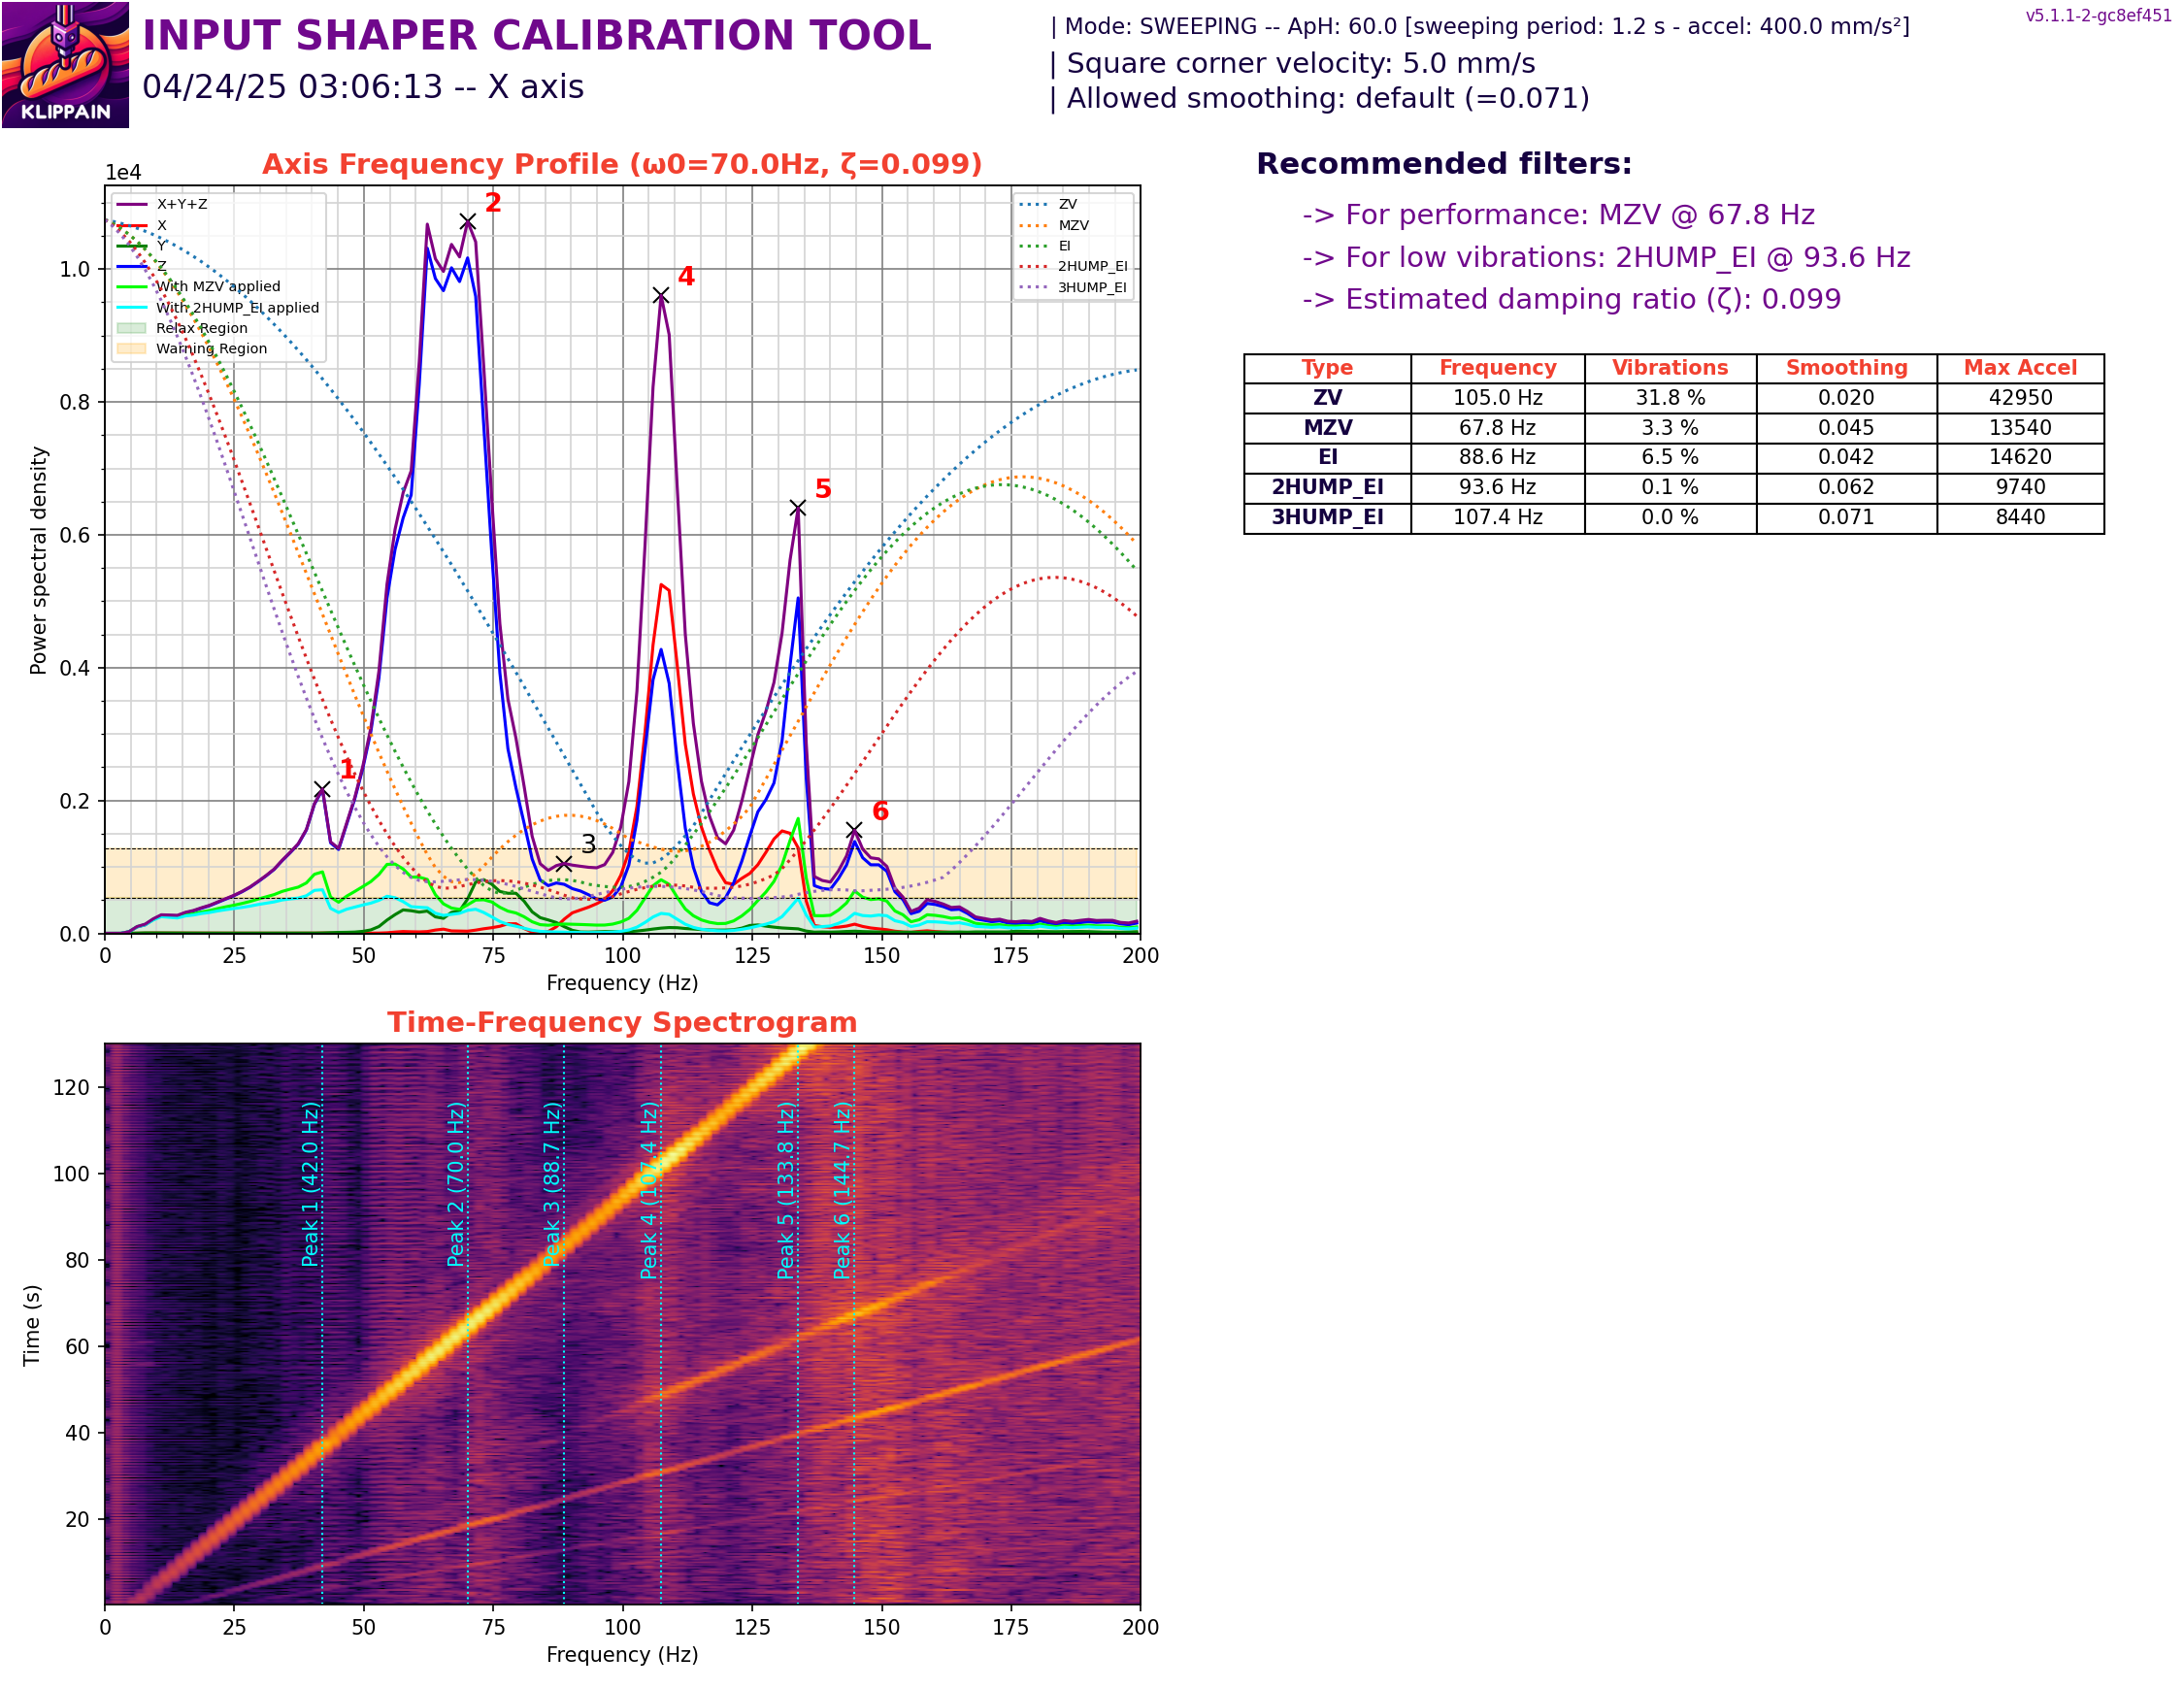 KLIPPAIN
INPUT SHAPER CALIBRATION TOOL
04/24/25 03:06:13 -- X axis
| Mode: SWEEPING -- ApH: 60.0 [sweeping period: 1.2 s - accel: 400.0 mm/s²]
| Square corner velocity: 5.0 mm/s
| Allowed smoothing: default (=0.071)
v5.1.1-2-gc8ef451
Axis Frequency Profile (ω0=70.0Hz, ζ=0.099)
1e4
X+Y+Z
X
Y
Z
With MZV applied
With 2HUMP_EI applied
Relax Region
Warning Region
ZV
MZV
EI
2HUMP_EI
3HUMP_EI
1
2
3
4
5
6
Power spectral density
1.0
0.8
0.6
0.4
0.2
0.0
0 25 50 75 100 125 150 175 200
Frequency (Hz)
Recommended filters:
-> For performance: MZV @ 67.8 Hz
-> For low vibrations: 2HUMP_EI @ 93.6 Hz
-> Estimated damping ratio (ζ): 0.099
Type Frequency Vibrations Smoothing Max Accel
ZV 105.0 Hz 31.8 % 0.020 42950
MZV 67.8 Hz 3.3 % 0.045 13540
EI 88.6 Hz 6.5 % 0.042 14620
2HUMP_EI 93.6 Hz 0.1 % 0.062 9740
3HUMP_EI 107.4 Hz 0.0 % 0.071 8440
Time-Frequency Spectrogram
Time (s)
120
100
80
60
40
20
Peak 1 (42.0 Hz)
Peak 2 (70.0 Hz)
Peak 3 (88.7 Hz)
Peak 4 (107.4 Hz)
Peak 5 (133.8 Hz)
Peak 6 (144.7 Hz)
0 25 50 75 100 125 150 175 200
Frequency (Hz)